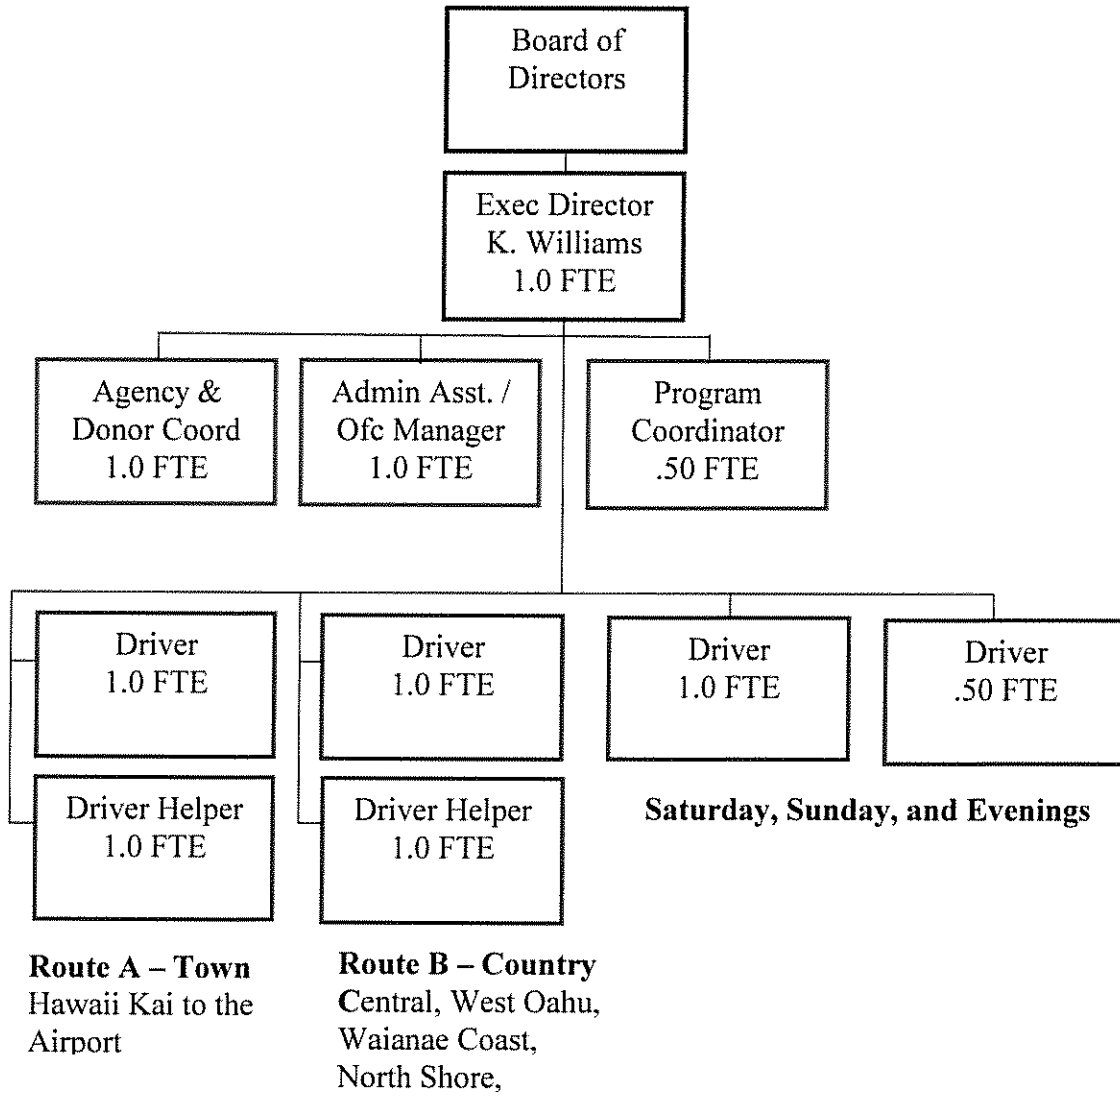 Board of
Directors
Exec Director
K. Williams
1.0 FTE
Agency &
Donor Coord
1.0 FTE
Admin Asst. /
Ofc Manager
1.0 FTE
Program
Coordinator
.50 FTE
Driver
1.0 FTE
Driver
1.0 FTE
Driver
1.0 FTE
Driver
.50 FTE
Driver Helper
1.0 FTE
Driver Helper
1.0 FTE
Saturday, Sunday, and Evenings
Route A – Town
Hawaii Kai to the
Airport
Route B – Country
Central, West Oahu,
Waianae Coast,
North Shore,